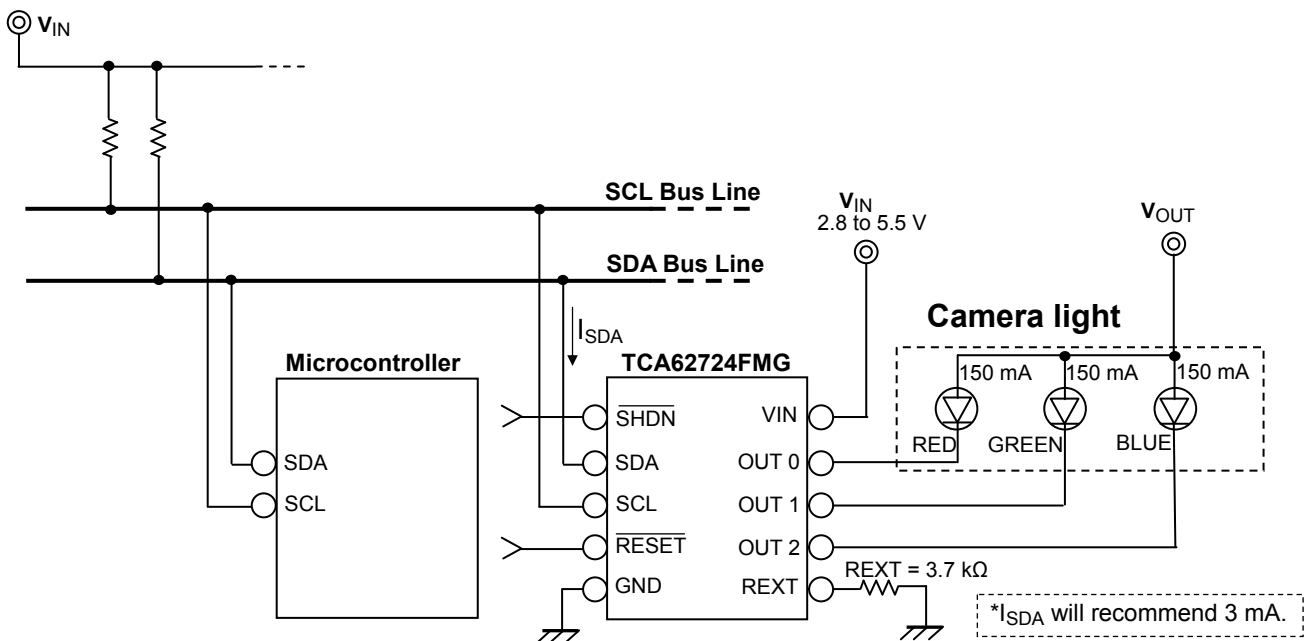 VIN
SCL Bus Line
SDA Bus Line
VIN
2.8 to 5.5 V
VOUT
ISDA
Camera light
Microcontroller
TCA62724FMG
150 mA
150 mA
150 mA
SHDN
VIN
RED
GREEN
BLUE
SDA
SDA
OUT 0
SCL
SCL
OUT 1
RESET
OUT 2
GND
REXT
REXT = 3.7 kΩ
*ISDA will recommend 3 mA.